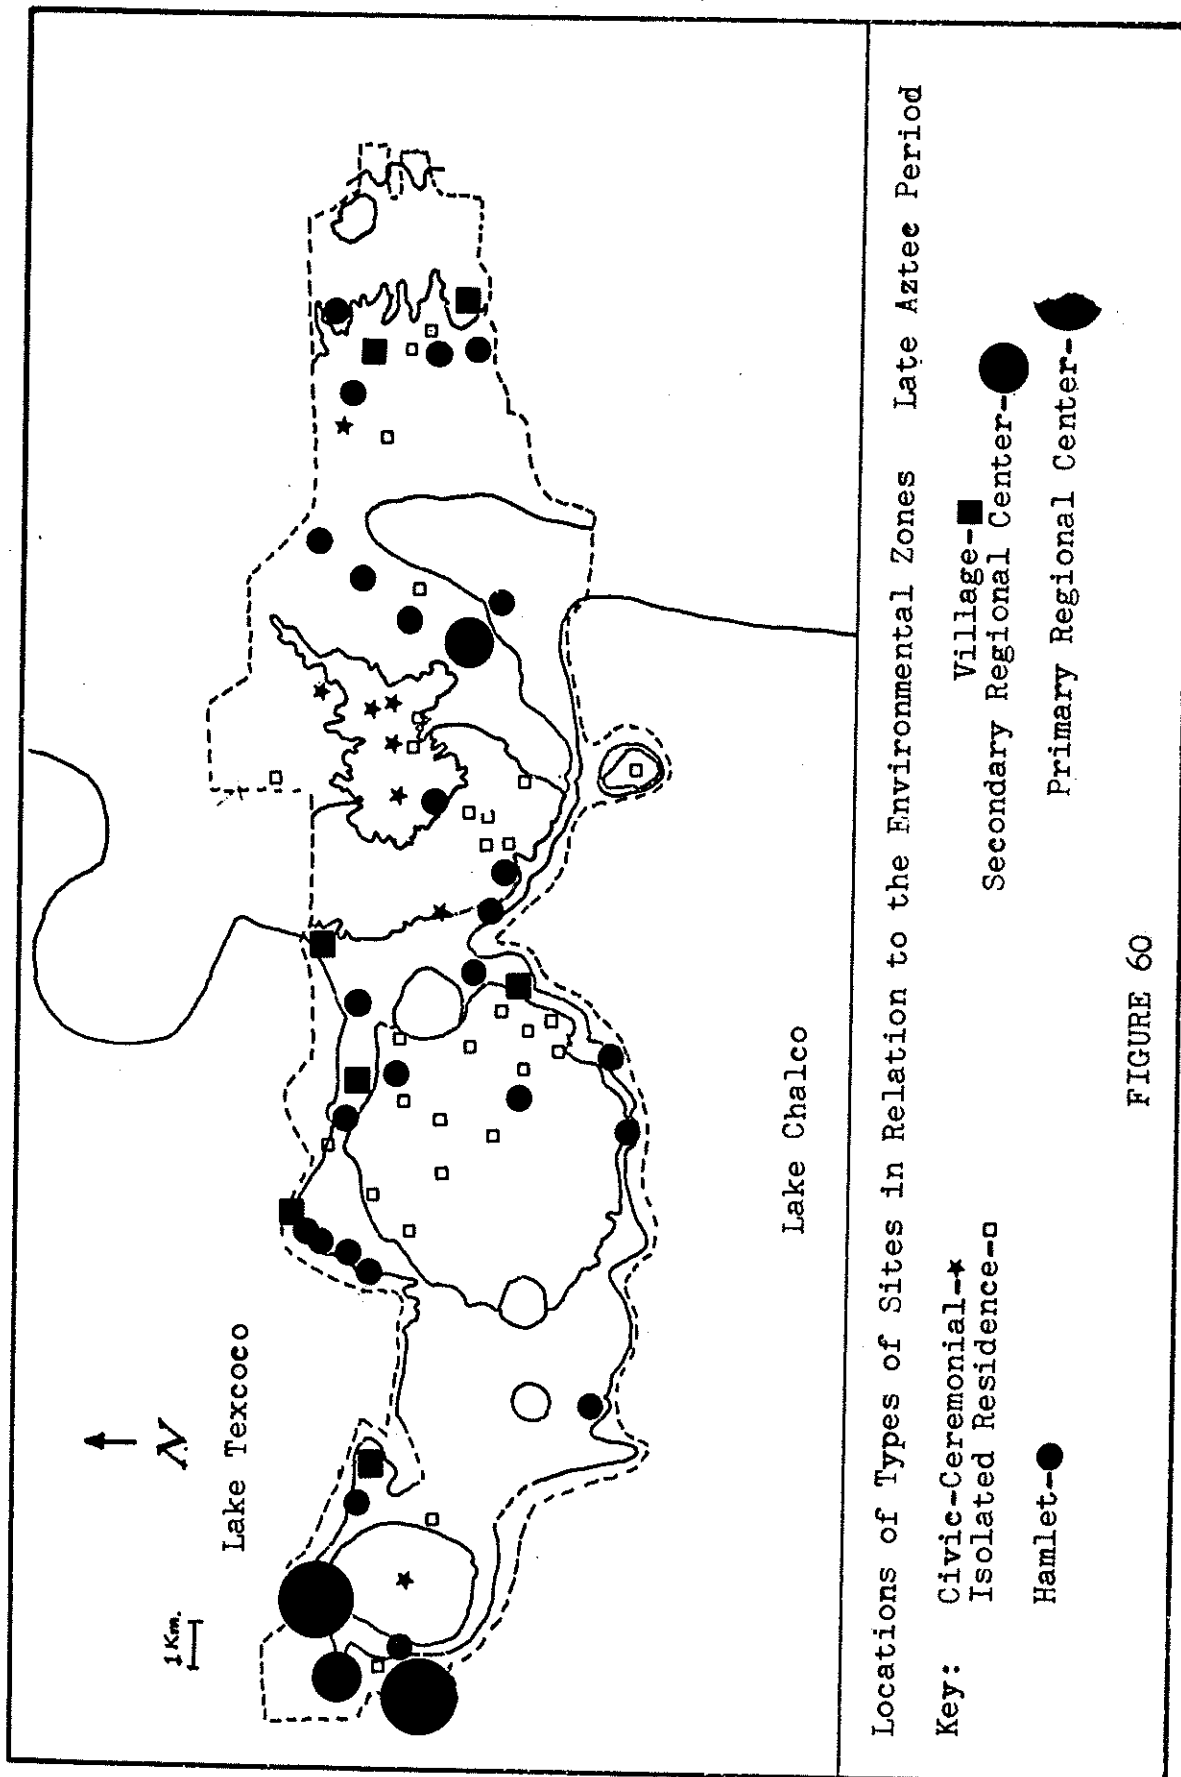 Lake Texcoco
N
1 Km.
Lake Chalco
Locations of Types of Sites in Relation to the Environmental Zones Late Aztec Period
Key: Civic-Ceremonial-★
Isolated Residence-
Hamlet-
Village-
Secondary Regional Center-
Primary Regional Center-
FIGURE 60